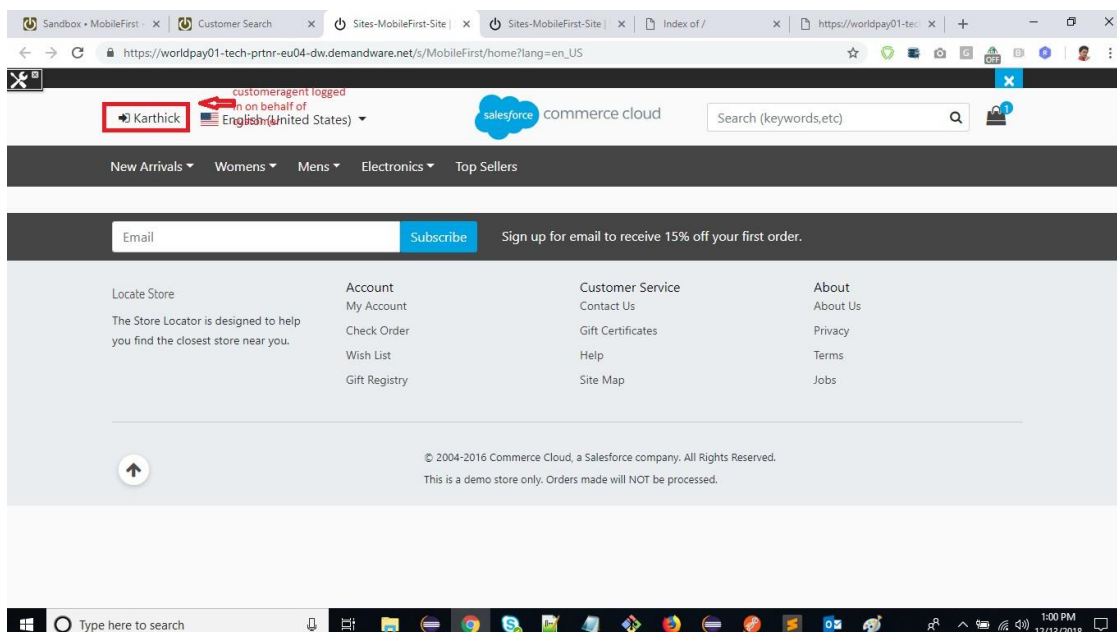 Sandbox • MobileFirst -
Customer Search
Sites-MobileFirst-Site |
Sites-MobileFirst-Site |
Index of /
https://worldpay01-tec
https://worldpay01-tech-prtnr-eu04-dw.demandware.net/s/MobileFirst/home?lang=en_US
OFF
customeragent logged
in on behalf of
Karthick
English (United States)
salesforce commerce cloud
Search (keywords,etc)
1
New Arrivals Womens Mens Electronics Top Sellers
Email
Subscribe
Sign up for email to receive 15% off your first order.
Locate Store
The Store Locator is designed to help
you find the closest store near you.
Account
My Account
Check Order
Wish List
Gift Registry
Customer Service
Contact Us
Gift Certificates
Help
Site Map
About
About Us
Privacy
Terms
Jobs
© 2004-2016 Commerce Cloud, a Salesforce company. All Rights Reserved.
This is a demo store only. Orders made will NOT be processed.
Type here to search
1:00 PM
12/13/2018